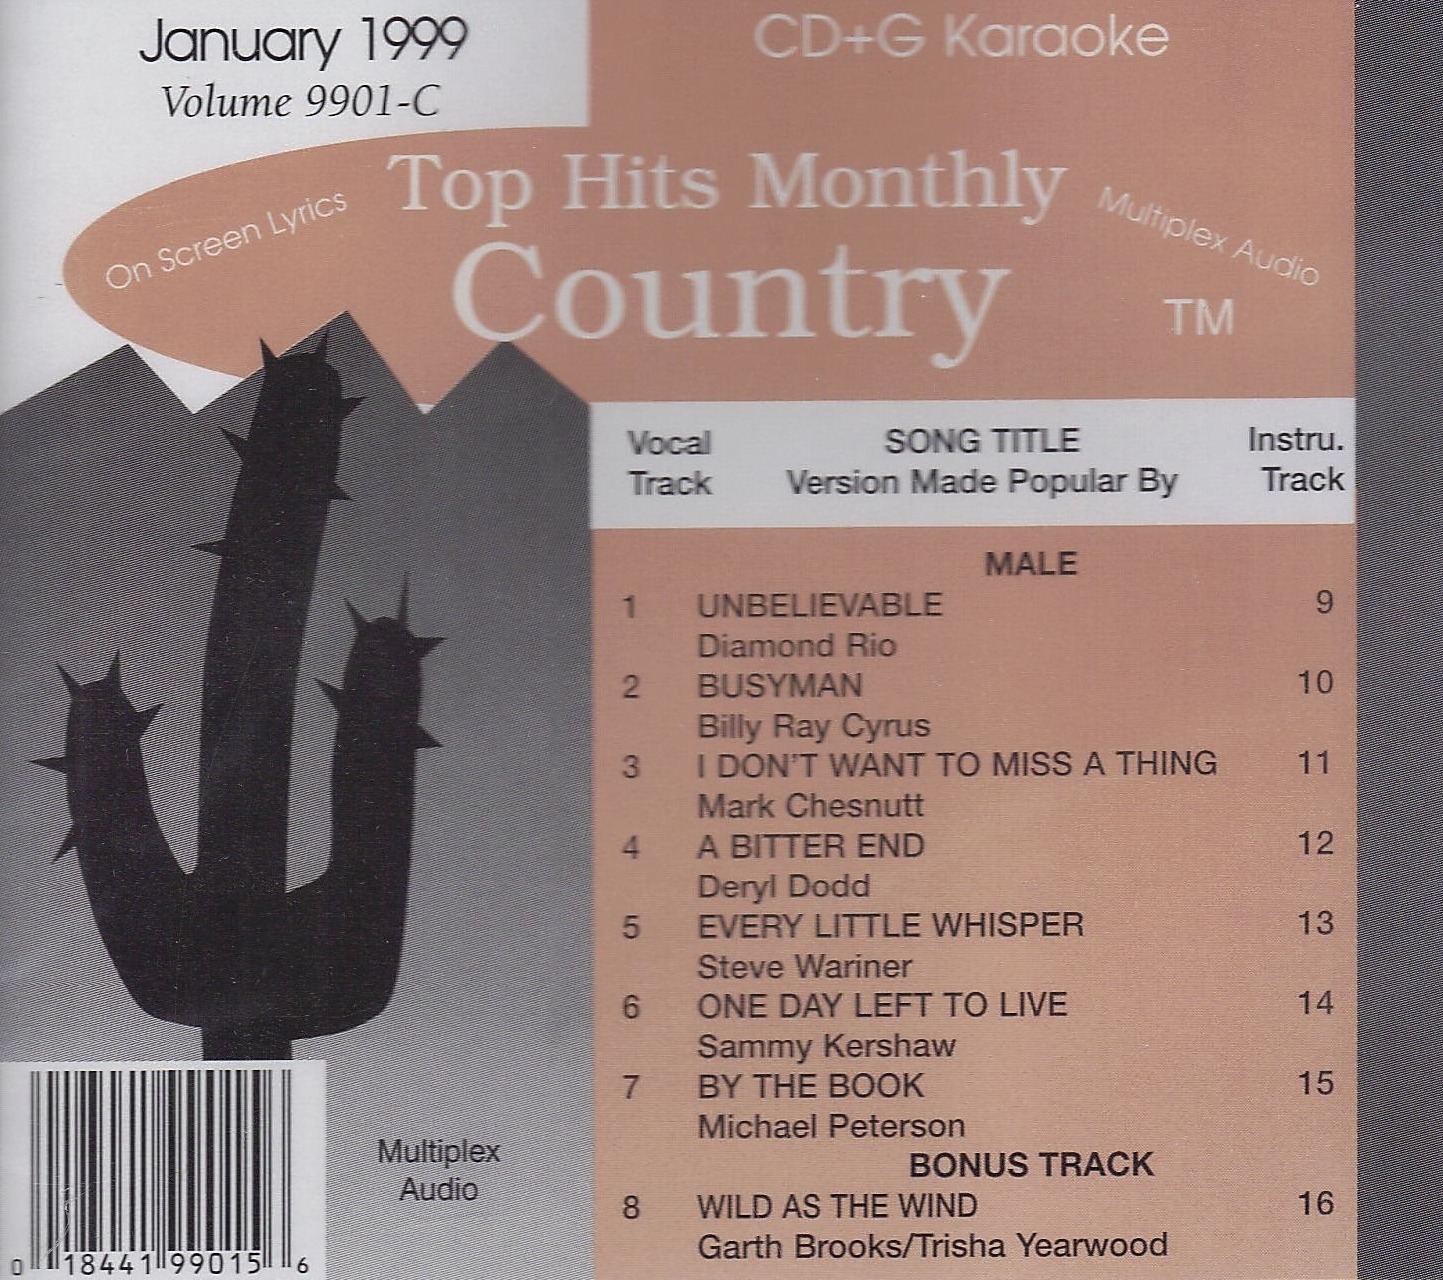 January 1999
Volume 9901-C
CD+G Karaoke
On Screen Lyrics
Top Hits Monthly
Multiplex Audio
Country
TM
Vocal Track
SONG TITLE
Version Made Popular By
Instru. Track
MALE
1 UNBELIEVABLE 9
Diamond Rio
2 BUSYMAN 10
Billy Ray Cyrus
3 I DON'T WANT TO MISS A THING 11
Mark Chesnutt
4 A BITTER END 12
Deryl Dodd
5 EVERY LITTLE WHISPER 13
Steve Wariner
6 ONE DAY LEFT TO LIVE 14
Sammy Kershaw
7 BY THE BOOK 15
Michael Peterson
BONUS TRACK
8 WILD AS THE WIND 16
Garth Brooks/Trisha Yearwood
Multiplex
Audio
0 18441 99015 6